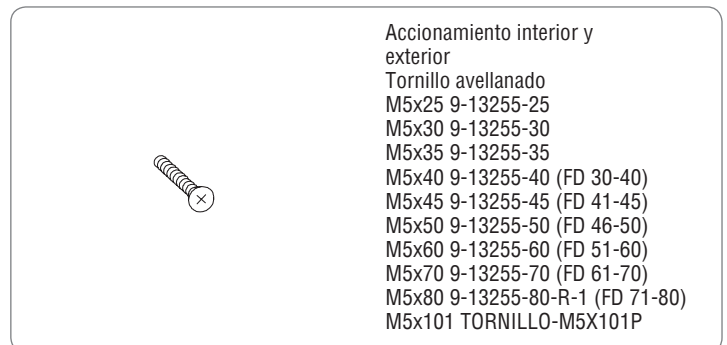 Accionamiento interior y
exterior
Tornillo avellanado
M5x25 9-13255-25
M5x30 9-13255-30
M5x35 9-13255-35
M5x40 9-13255-40 (FD 30-40)
M5x45 9-13255-45 (FD 41-45)
M5x50 9-13255-50 (FD 46-50)
M5x60 9-13255-60 (FD 51-60)
M5x70 9-13255-70 (FD 61-70)
M5x80 9-13255-80-R-1 (FD 71-80)
M5x101 TORNILLO-M5X101P